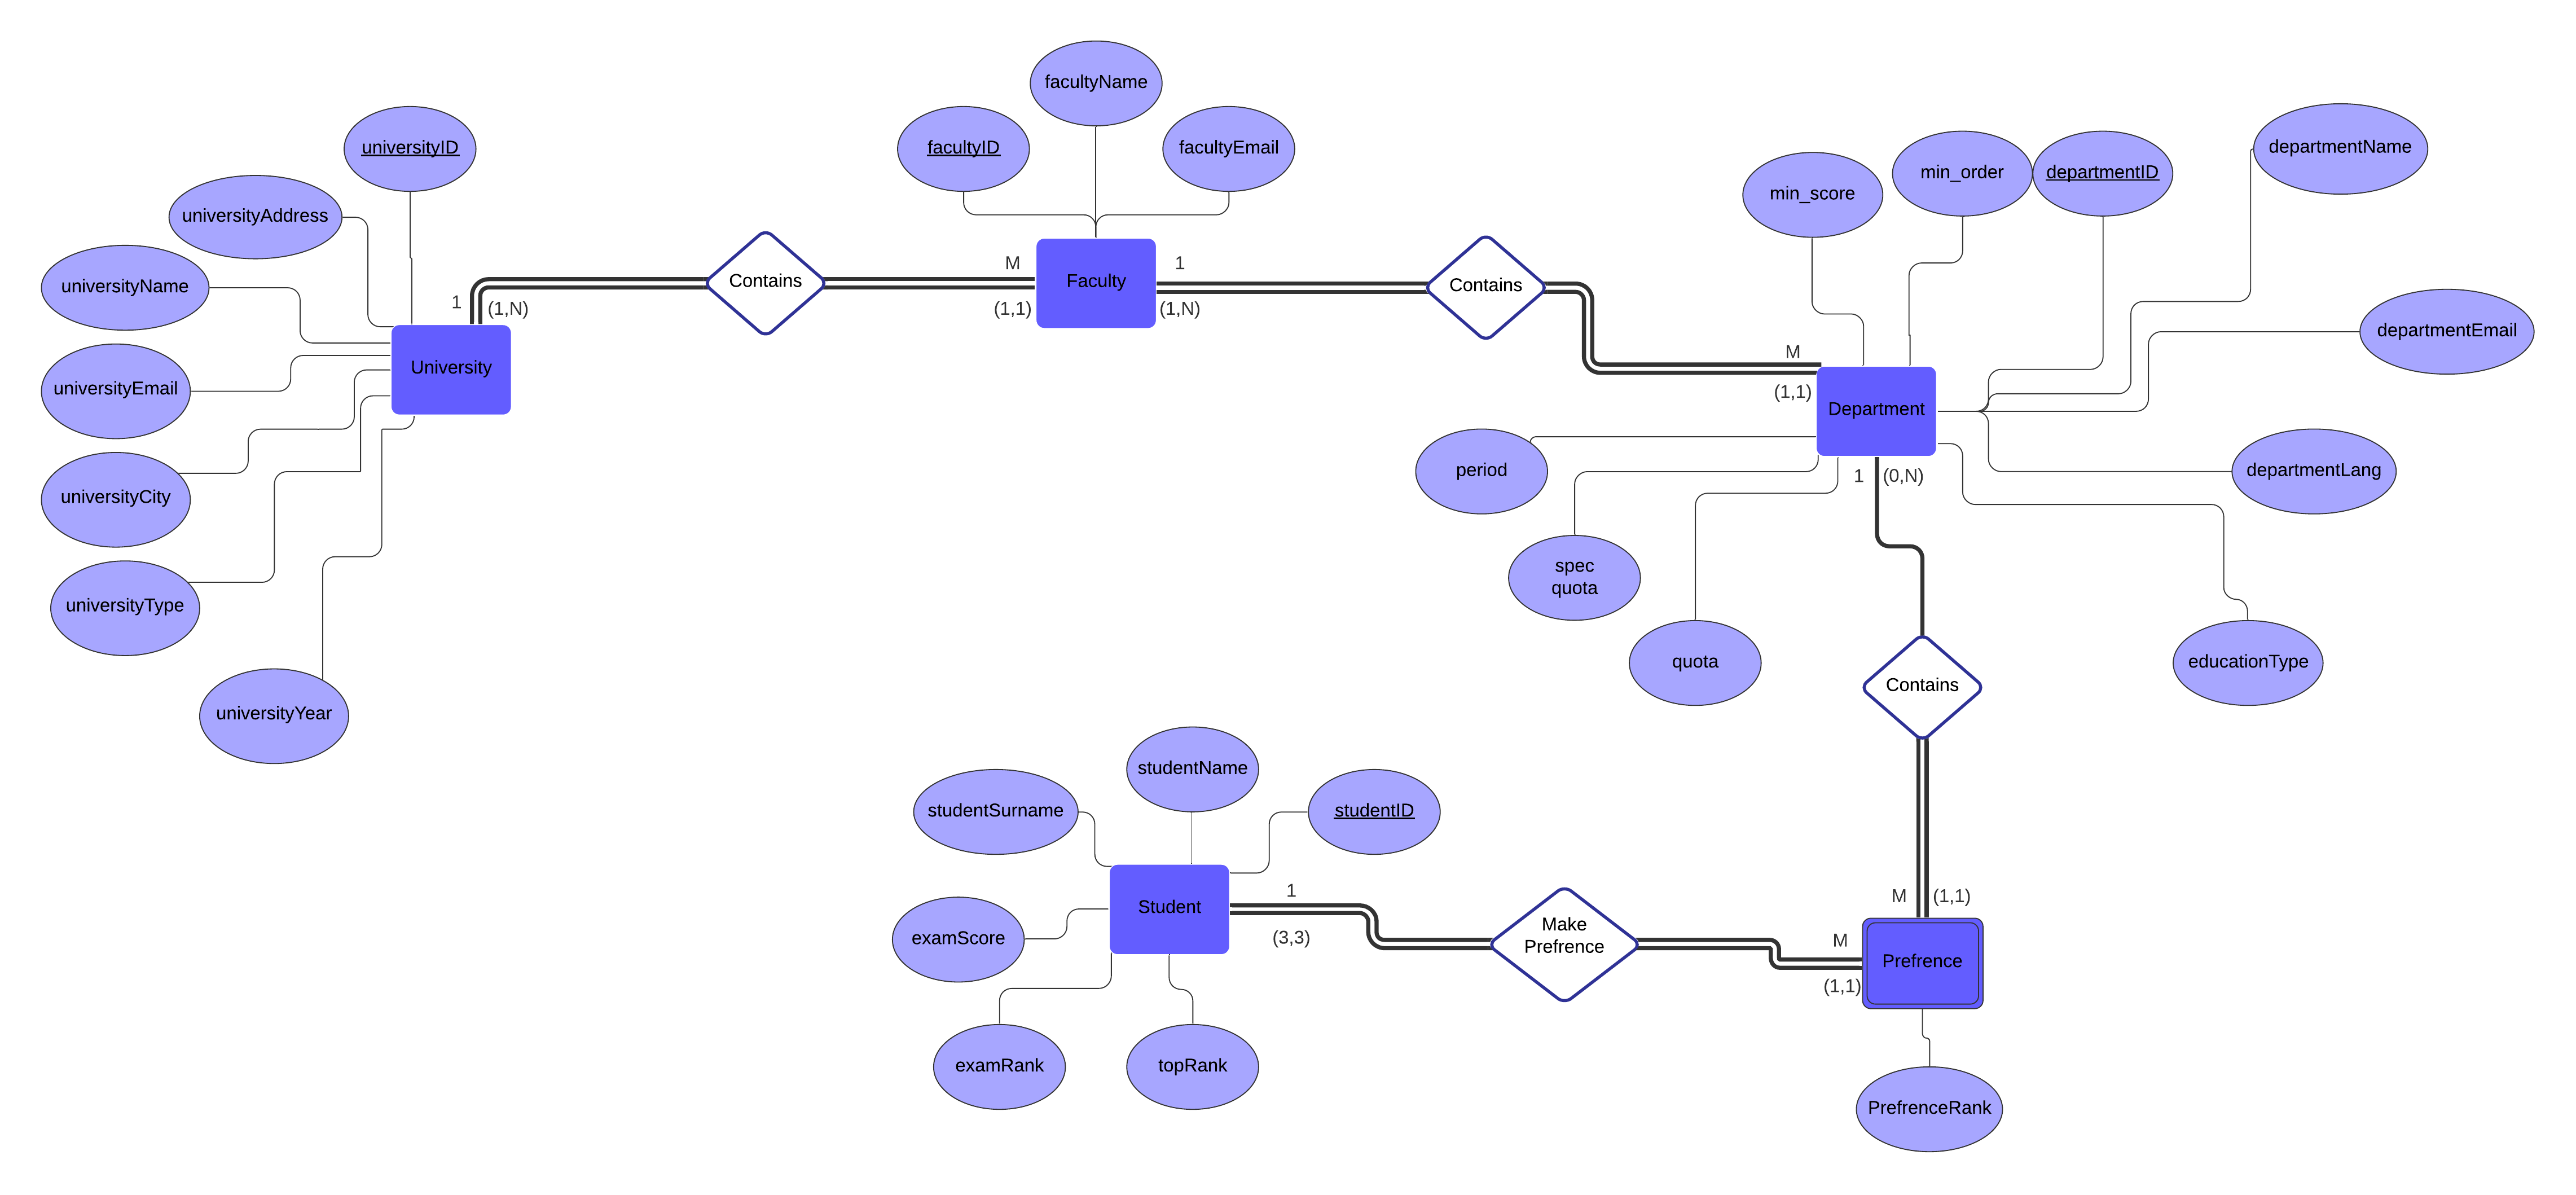 facultyName
universityID
facultyID
facultyEmail
min_score
min_order
departmentID
departmentName
universityAddress
universityName
Contains
M
Faculty
1
Contains
1
(1,N)
(1,1)
(1,N)
departmentEmail
University
M
(1,1)
Department
universityEmail
universityCity
universityType
universityYear
period
1
(0,N)
departmentLang
spec
quota
quota
Contains
educationType
studentName
studentSurname
studentID
Student
1
(3,3)
Make
Prefrence
M
(1,1)
M
(1,1)
Prefrence
examScore
examRank
topRank
PrefrenceRank